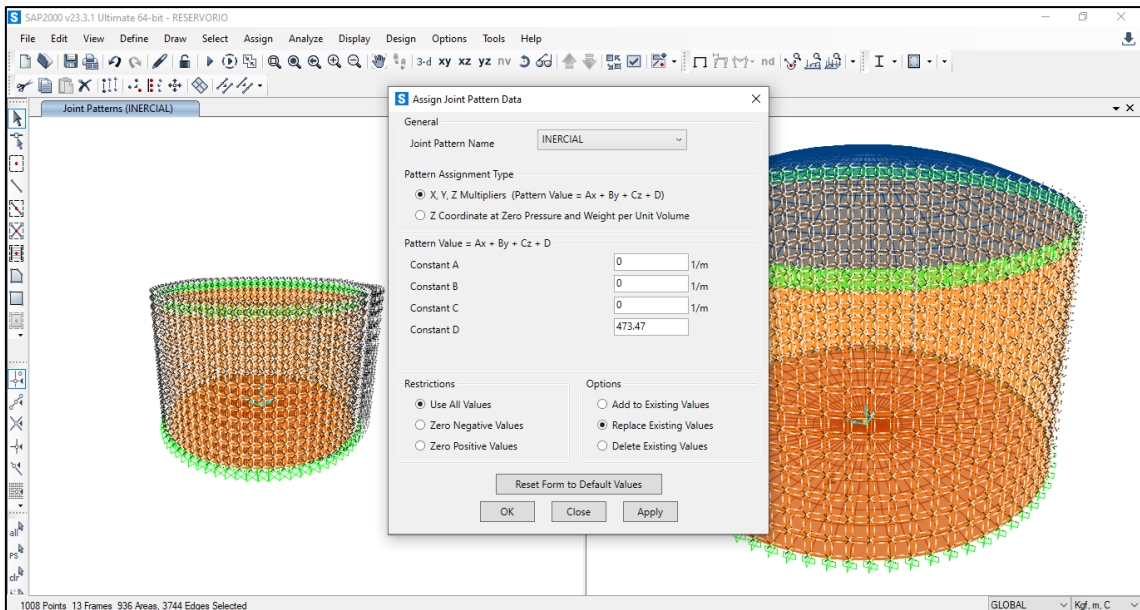 SAP2000 v23.3.1 Ultimate 64-bit - RESERVORIO
File Edit View Define Draw Select Assign Analyze Display Design Options Tools Help
3-d xy xz yz nv nd
Joint Patterns (INERCIAL)
Assign Joint Pattern Data
General
Joint Pattern Name INERCIAL
Pattern Assignment Type
X, Y, Z Multipliers (Pattern Value = Ax + By + Cz + D)
Z Coordinate at Zero Pressure and Weight per Unit Volume
Pattern Value = Ax + By + Cz + D
Constant A 0 1/m
Constant B 0 1/m
Constant C 0 1/m
Constant D 473.47
Restrictions Options
Use All Values Add to Existing Values
Zero Negative Values Replace Existing Values
Zero Positive Values Delete Existing Values
Reset Form to Default Values
OK Close Apply
all
PS
clr
1008 Points 13 Frames 936 Areas, 3744 Edges Selected GLOBAL Kgf, m, C